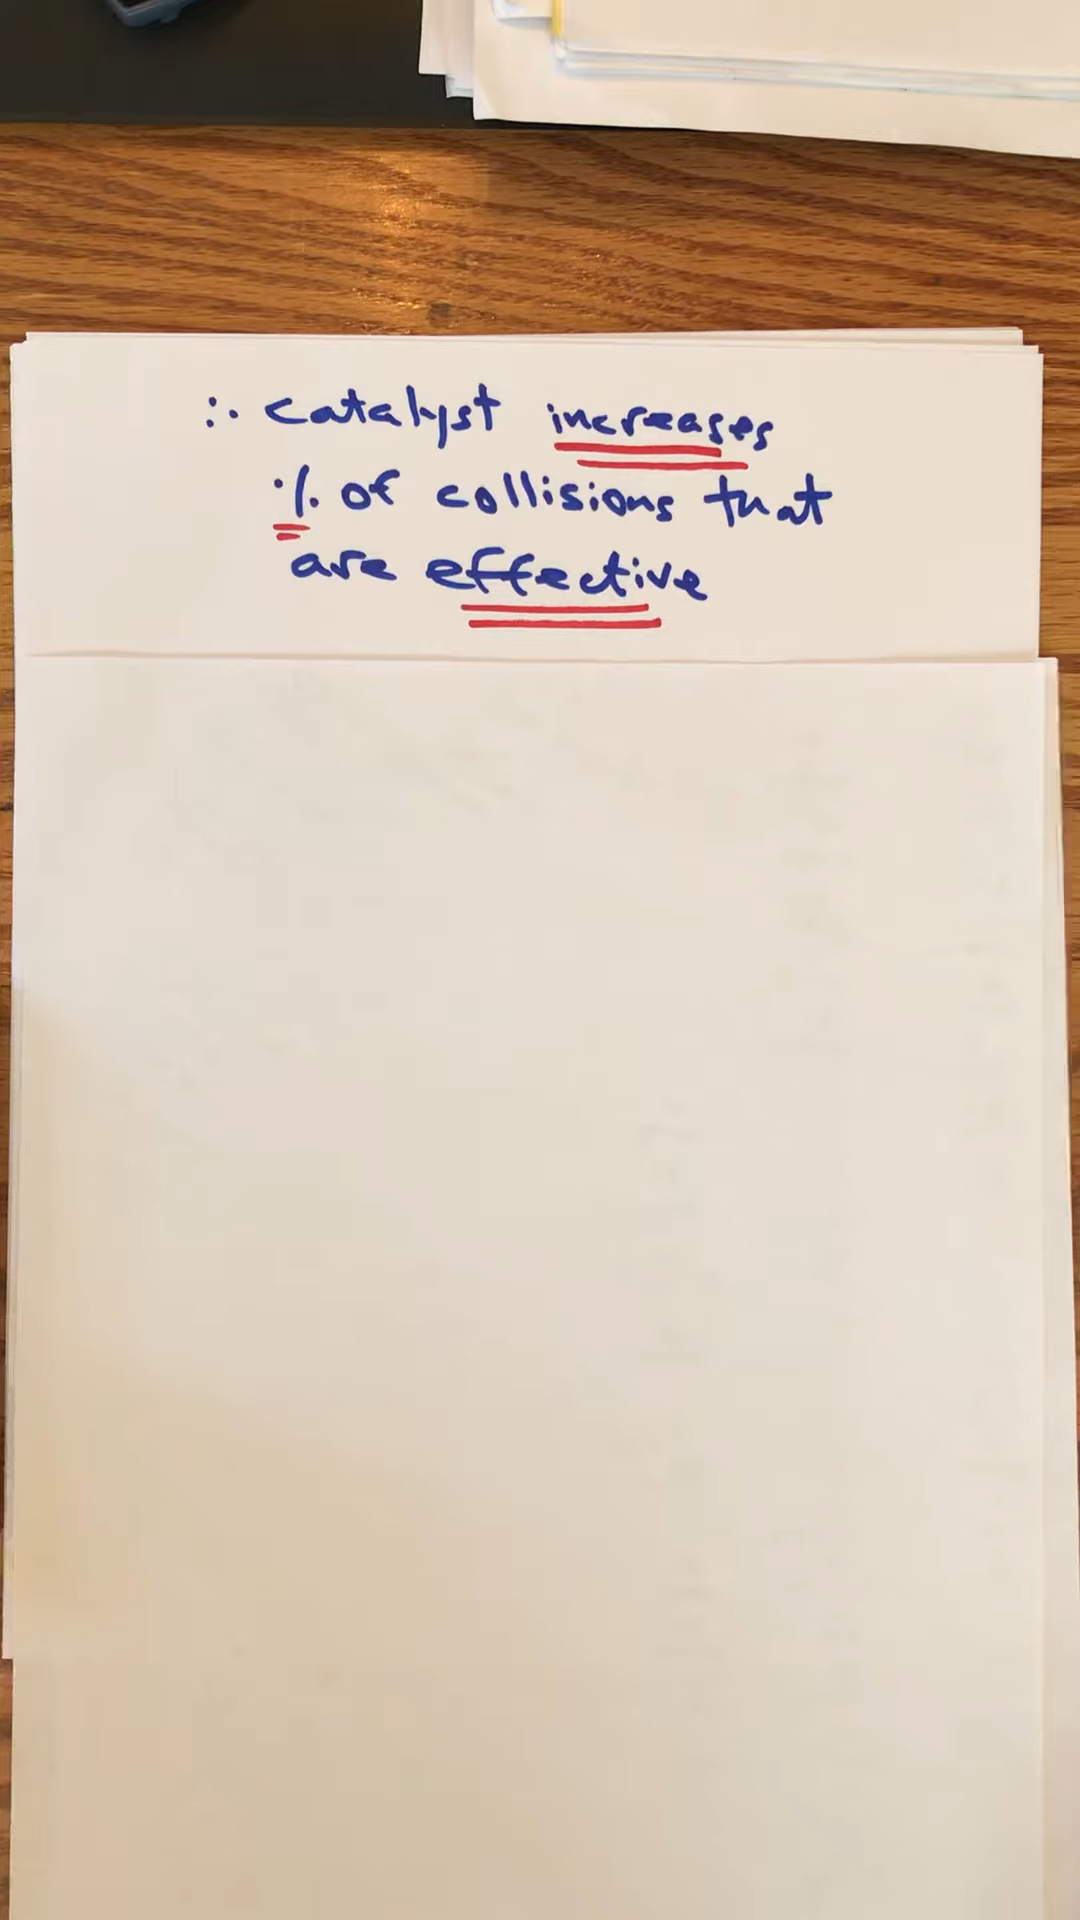 ∴ catalyst increases
% of collisions that
are effective